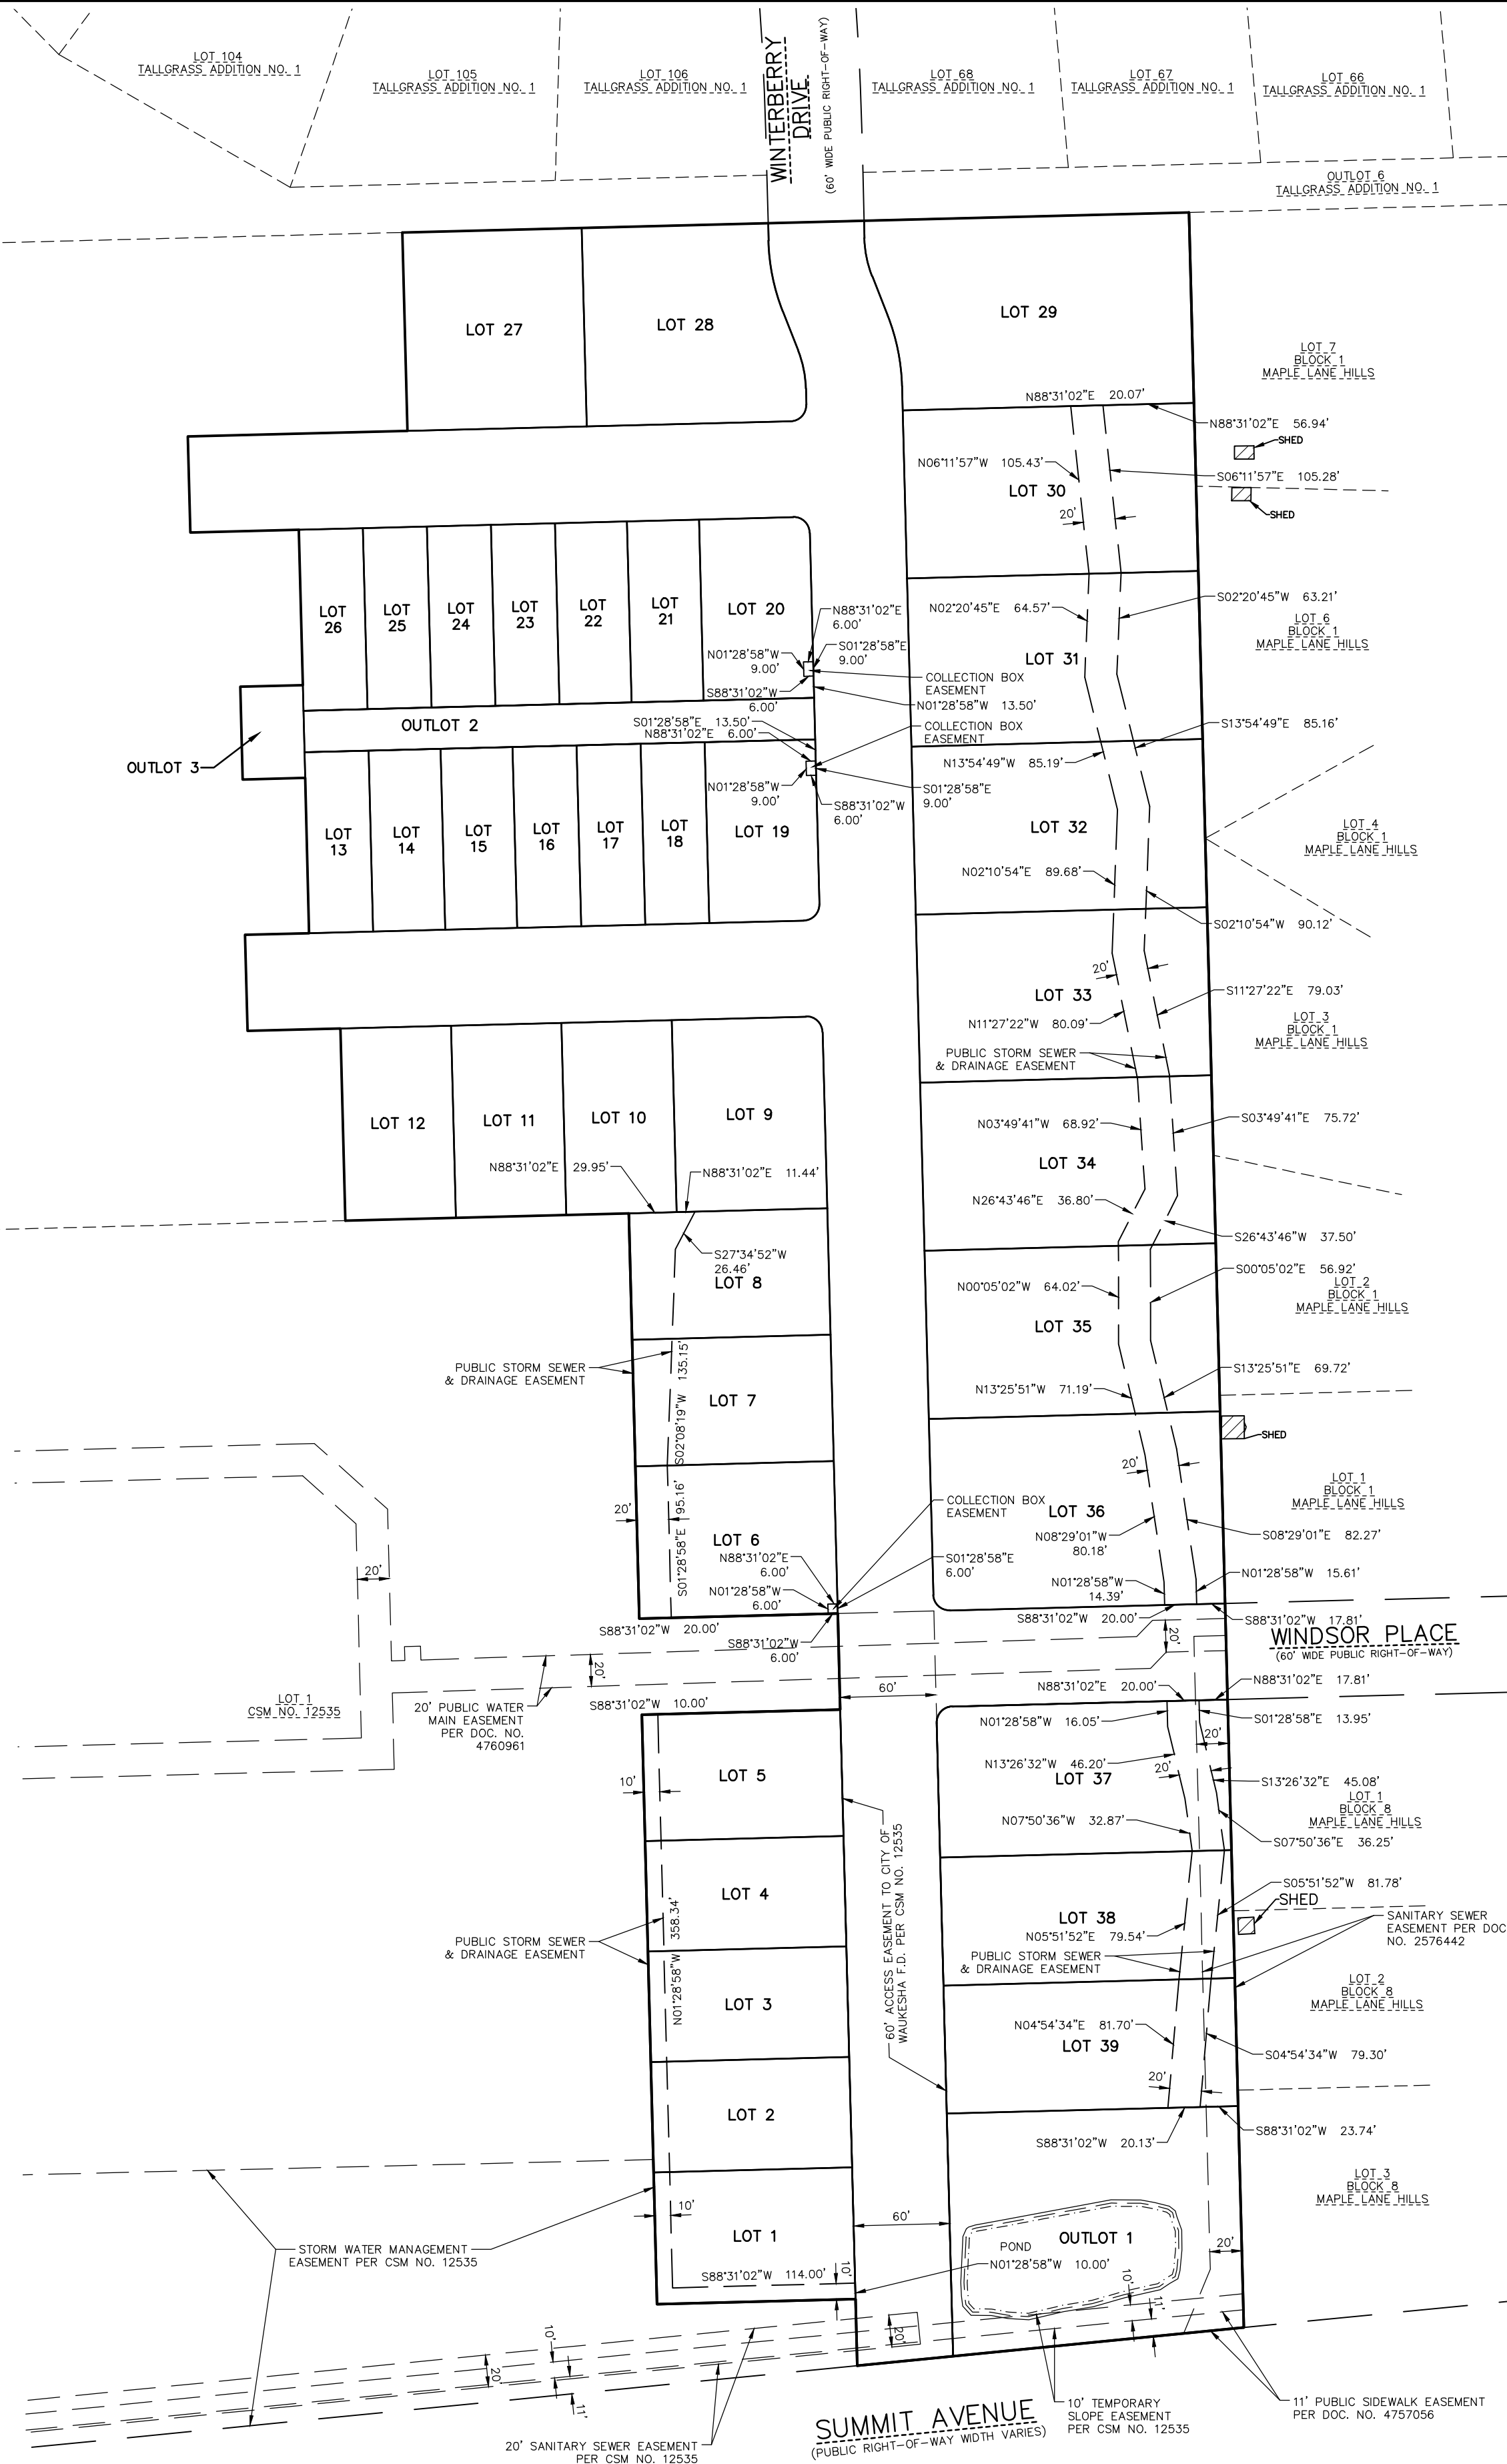 LOT 104
TALLGRASS ADDITION NO. 1
LOT 105
TALLGRASS ADDITION NO. 1
LOT 106
TALLGRASS ADDITION NO. 1
WINTERBERRY
DRIVE
(60' WIDE PUBLIC RIGHT-OF-WAY)
LOT 68
TALLGRASS ADDITION NO. 1
LOT 67
TALLGRASS ADDITION NO. 1
LOT 66
TALLGRASS ADDITION NO. 1
OUTLOT 6
TALLGRASS ADDITION NO. 1
LOT 27
LOT 28
LOT 29
LOT 7
BLOCK 1
MAPLE LANE HILLS
N88°31'02"E 20.07'
N88°31'02"E 56.94'
SHED
N06°11'57"W 105.43'
S06°11'57"E 105.28'
LOT 30
20'
SHED
LOT
26
LOT
25
LOT
24
LOT
23
LOT
22
LOT
21
LOT 20
N88°31'02"E
6.00'
N01°28'58"W
9.00'
S01°28'58"E
9.00'
S88°31'02"W
6.00'
COLLECTION BOX
EASEMENT
N01°28'58"W 13.50'
N02°20'45"E 64.57'
S02°20'45"W 63.21'
LOT 6
BLOCK 1
MAPLE LANE HILLS
LOT 31
OUTLOT 2
OUTLOT 3
S01°28'58"E 13.50'
N88°31'02"E 6.00'
COLLECTION BOX
EASEMENT
S13°54'49"E 85.16'
N13°54'49"W 85.19'
N01°28'58"W
9.00'
S01°28'58"E
9.00'
S88°31'02"W
6.00'
LOT
13
LOT
14
LOT
15
LOT
16
LOT
17
LOT
18
LOT 19
LOT 32
LOT 4
BLOCK 1
MAPLE LANE HILLS
N02°10'54"E 89.68'
S02°10'54"W 90.12'
20'
LOT 33
S11°27'22"E 79.03'
N11°27'22"W 80.09'
LOT 3
BLOCK 1
MAPLE LANE HILLS
PUBLIC STORM SEWER
& DRAINAGE EASEMENT
LOT 12
LOT 11
LOT 10
LOT 9
N03°49'41"W 68.92'
S03°49'41"E 75.72'
LOT 34
N88°31'02"E 29.95'
N88°31'02"E 11.44'
N26°43'46"E 36.80'
S26°43'46"W 37.50'
S27°34'52"W
26.46'
LOT 8
N00°05'02"W 64.02'
S00°05'02"E 56.92'
LOT 2
BLOCK 1
MAPLE LANE HILLS
LOT 35
PUBLIC STORM SEWER
& DRAINAGE EASEMENT
S02°08'19"W 135.15'
LOT 7
S13°25'51"E 69.72'
N13°25'51"W 71.19'
SHED
20'
LOT 1
BLOCK 1
MAPLE LANE HILLS
20'
S01°28'58"E 95.16'
COLLECTION BOX
EASEMENT
LOT 36
N08°29'01"W
80.18'
S08°29'01"E 82.27'
LOT 6
N88°31'02"E
6.00'
S01°28'58"E
6.00'
N01°28'58"W
6.00'
N01°28'58"W
14.39'
N01°28'58"W 15.61'
20'
S88°31'02"W 20.00'
S88°31'02"W
6.00'
S88°31'02"W 20.00'
S88°31'02"W 17.81'
20'
WINDSOR PLACE
(60' WIDE PUBLIC RIGHT-OF-WAY)
20'
60'
N88°31'02"E 20.00'
N88°31'02"E 17.81'
LOT 1
CSM NO. 12535
20' PUBLIC WATER
MAIN EASEMENT
PER DOC. NO.
4760961
S88°31'02"W 10.00'
N01°28'58"W 16.05'
S01°28'58"E 13.95'
20'
N13°26'32"W 46.20'
20'
S13°26'32"E 45.08'
LOT 37
LOT 5
10'
LOT 1
BLOCK 8
MAPLE LANE HILLS
N07°50'36"W 32.87'
S07°50'36"E 36.25'
60' ACCESS EASEMENT TO CITY OF
WAUKESHA F.D. PER CSM NO. 12535
LOT 4
S05°51'52"W 81.78'
SHED
LOT 38
N05°51'52"E 79.54'
SANITARY SEWER
EASEMENT PER DOC
NO. 2576442
PUBLIC STORM SEWER
& DRAINAGE EASEMENT
N01°28'58"W 358.34'
PUBLIC STORM SEWER
& DRAINAGE EASEMENT
LOT 3
LOT 2
BLOCK 8
MAPLE LANE HILLS
N04°54'34"E 81.70'
LOT 39
S04°54'34"W 79.30'
20'
LOT 2
S88°31'02"W 20.13'
S88°31'02"W 23.74'
LOT 3
BLOCK 8
MAPLE LANE HILLS
10'
60'
LOT 1
OUTLOT 1
POND
20'
STORM WATER MANAGEMENT
EASEMENT PER CSM NO. 12535
S88°31'02"W 114.00'
10'
N01°28'58"W 10.00'
10'
11'
10'
20'
20'
11'
SUMMIT AVENUE
(PUBLIC RIGHT-OF-WAY WIDTH VARIES)
10' TEMPORARY
SLOPE EASEMENT
PER CSM NO. 12535
11' PUBLIC SIDEWALK EASEMENT
PER DOC. NO. 4757056
20' SANITARY SEWER EASEMENT
PER CSM NO. 12535